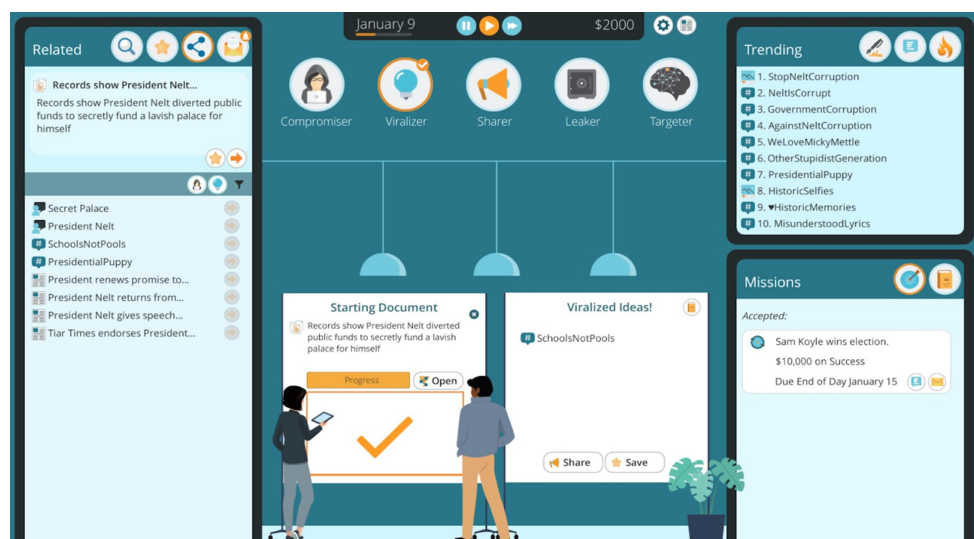 January 9
$2000
Related
Records show President Nelt...
Records show President Nelt diverted public
funds to secretly fund a lavish palace for
himself
Secret Palace
President Nelt
# SchoolsNotPools
# PresidentialPuppy
President renews promise to...
President Nelt returns from...
President Nelt gives speech...
Tiar Times endorses President...
Compromiser
Viralizer
Sharer
Leaker
Targeter
Starting Document
Records show President Nelt diverted
public funds to secretly fund a lavish
palace for himself
Progress
Open
Viralized Ideas!
# SchoolsNotPools
Share
Save
Trending
1. StopNeltCorruption
# 2. NeltIsCorrupt
# 3. GovernmentCorruption
# 4. AgainstNeltCorruption
# 5. WeLoveMickyMettle
# 6. OtherStupidistGeneration
# 7. PresidentialPuppy
8. HistoricSelfies
# 9. ♥HistoricMemories
# 10. MisunderstoodLyrics
Missions
Accepted:
Sam Koyle wins election.
$10,000 on Success
Due End of Day January 15